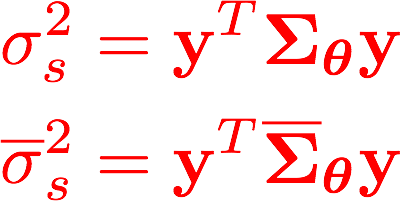 σ_s^2 = y^T Σ_θ y
σ̅_s^2 = y^T Σ̅_θ y